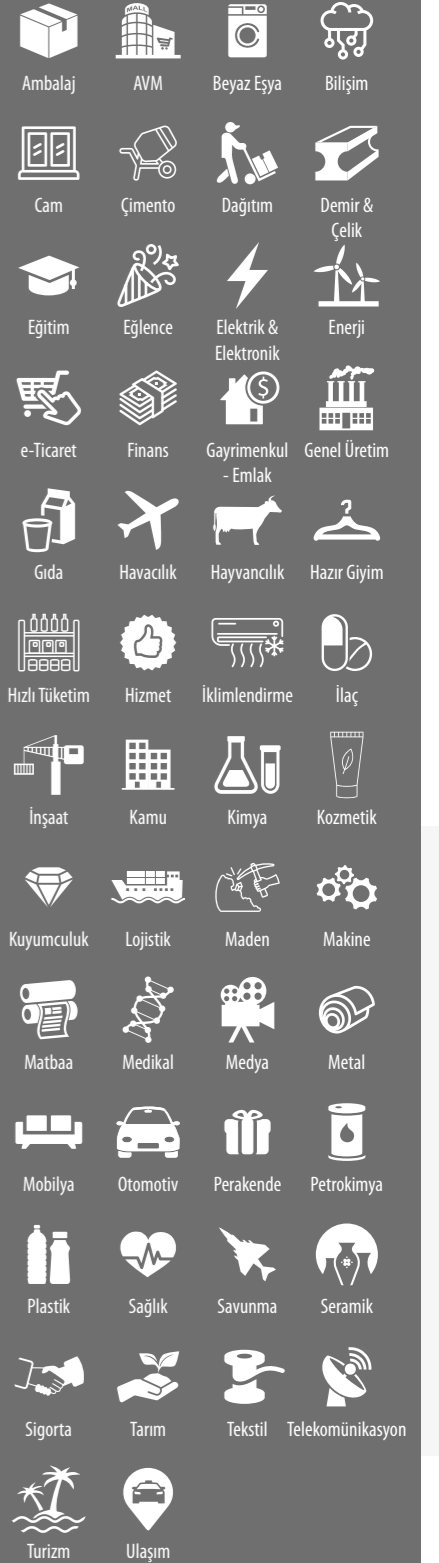 MALL
Ambalaj
AVM
Beyaz Eşya
Bilişim
Cam
Çimento
Dağıtım
Demir &
Çelik
Eğitim
Eğlence
Elektrik &
Elektronik
Enerji
e-Ticaret
Finans
Gayrimenkul
- Emlak
Genel Üretim
Gıda
Havacılık
Hayvancılık
Hazır Giyim
Hızlı Tüketim
Hizmet
İklimlendirme
İlaç
İnşaat
Kamu
Kimya
Kozmetik
Kuyumculuk
Lojistik
Maden
Makine
Matbaa
Medikal
Medya
Metal
Mobilya
Otomotiv
Perakende
Petrokimya
Plastik
Sağlık
Savunma
Seramik
Sigorta
Tarım
Tekstil
Telekomünikasyon
Turizm
Ulaşım